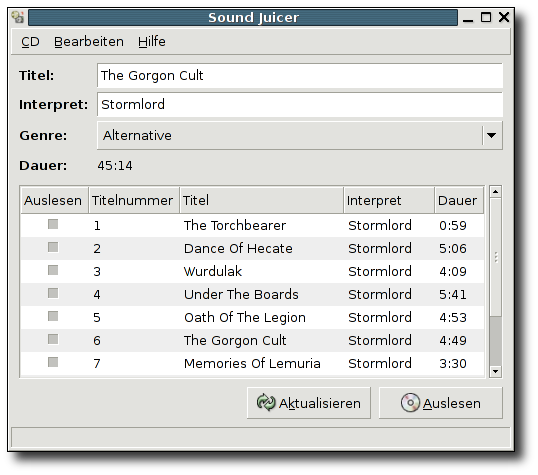 Sound Juicer
CD Bearbeiten Hilfe
Titel: The Gorgon Cult
Interpret: Stormlord
Genre: Alternative
Dauer: 45:14
Auslesen Titelnummer Titel Interpret Dauer
1 The Torchbearer Stormlord 0:59
2 Dance Of Hecate Stormlord 5:06
3 Wurdulak Stormlord 4:09
4 Under The Boards Stormlord 5:41
5 Oath Of The Legion Stormlord 4:53
6 The Gorgon Cult Stormlord 4:49
7 Memories Of Lemuria Stormlord 3:30
Aktualisieren Auslesen